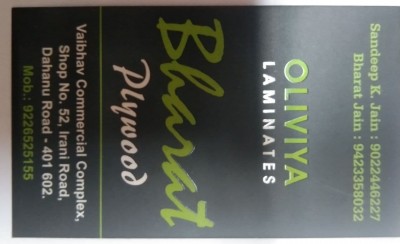 Sandeep K. Jain : 9022446227
Bharat Jain : 9423358032
OLIVIYA
LAMINATES
Bharat
Plywood
Vaibhav Commercial Complex,
Shop No. 52, Irani Road,
Dahanu Road - 401 602.
Mob.: 9226525155